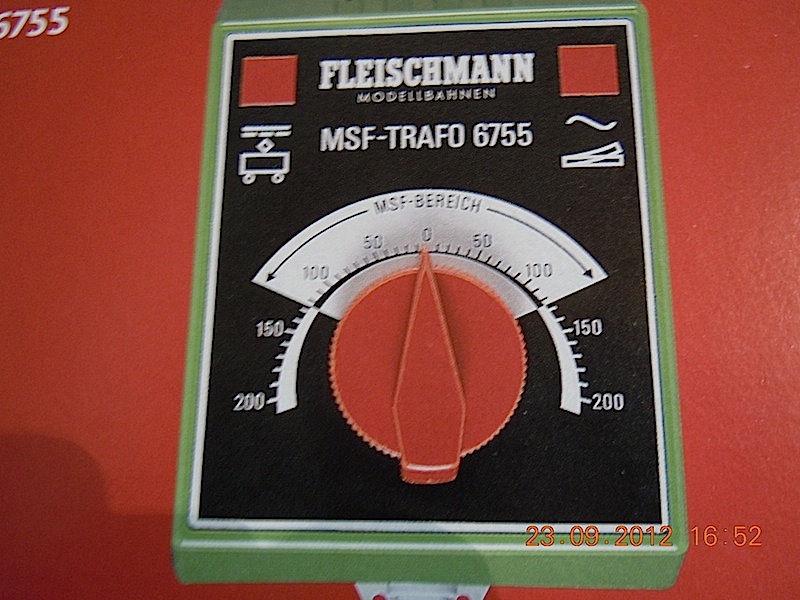 6755
FLEISCHMANN
MODELLBAHNEN
MSF-TRAFO 6755
MSF-BEREICH
50 0 50
100 100
150 150
200 200
23.09.2012 16:52